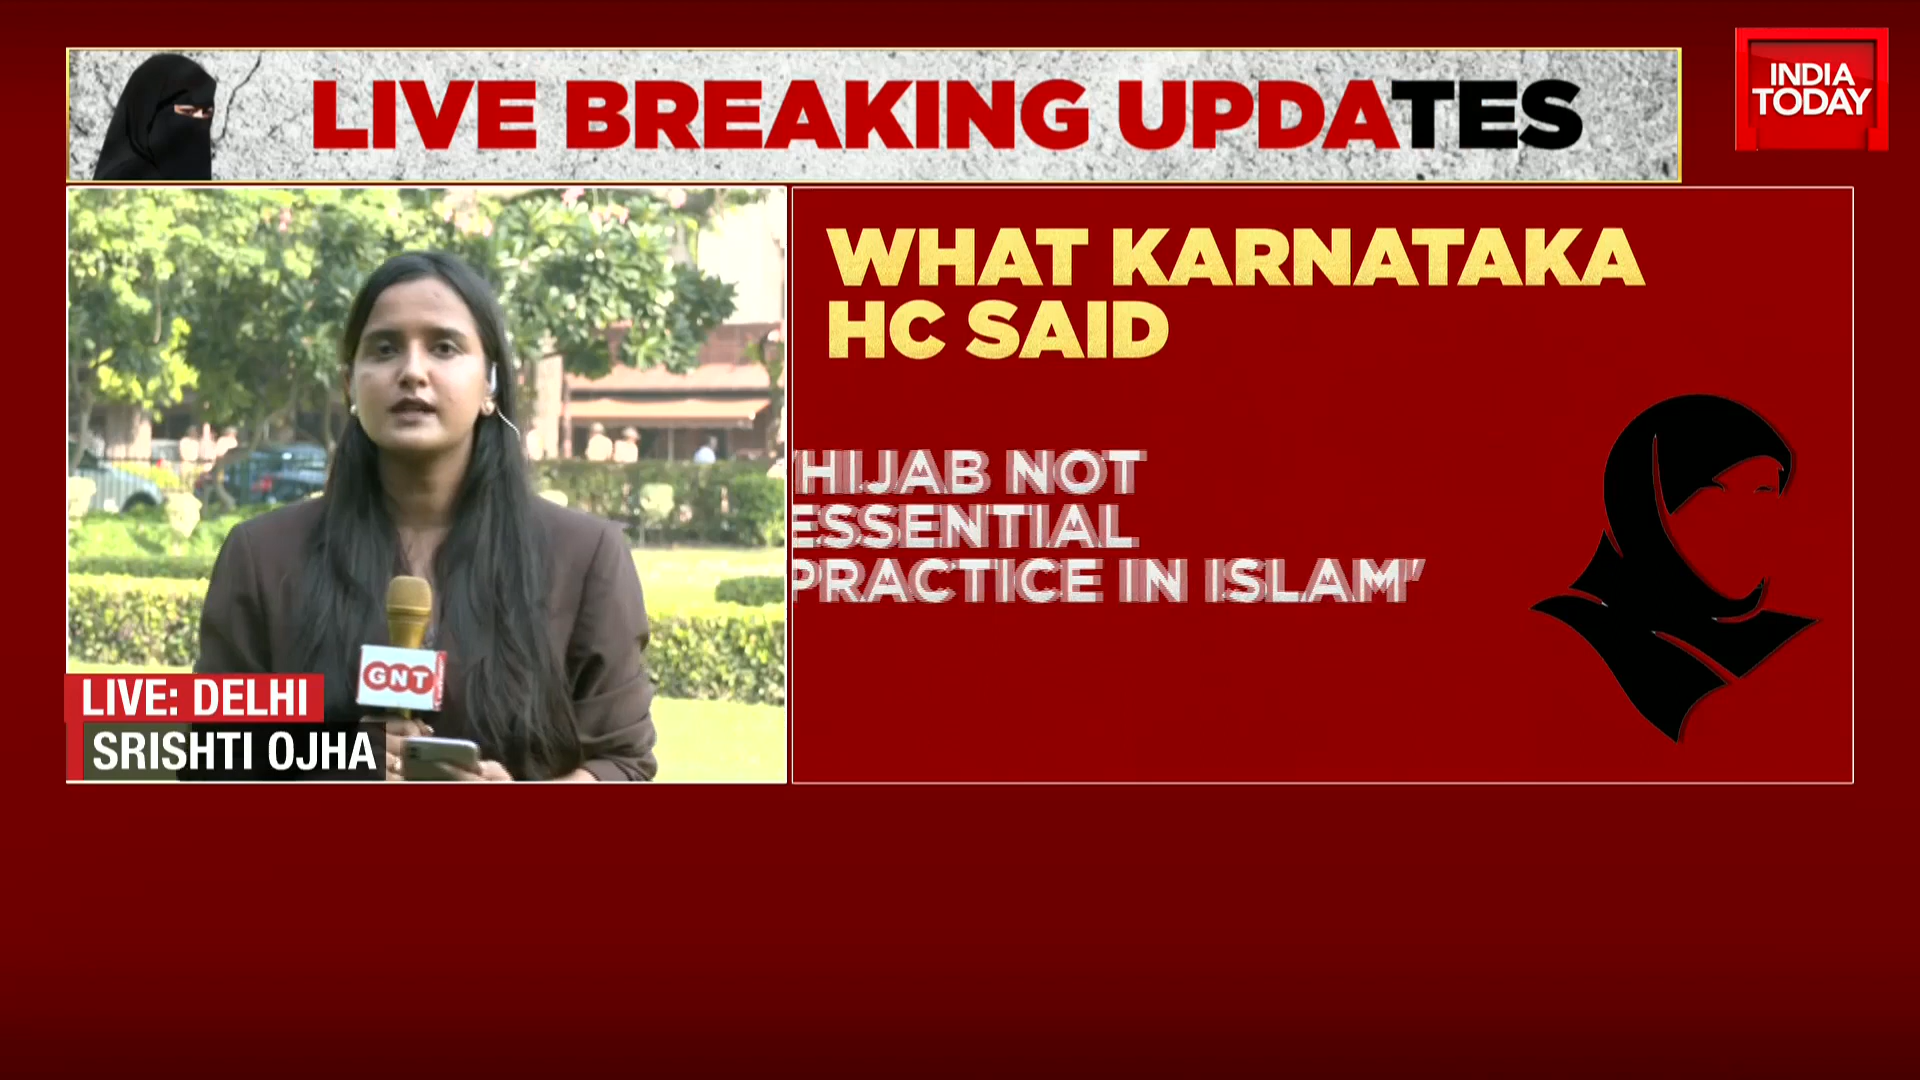 LIVE BREAKING UPDATES
INDIA
TODAY
WHAT KARNATAKA
HC SAID
'HIJAB NOT
ESSENTIAL
PRACTICE IN ISLAM'
GNT
LIVE: DELHI
SRISHTI OJHA